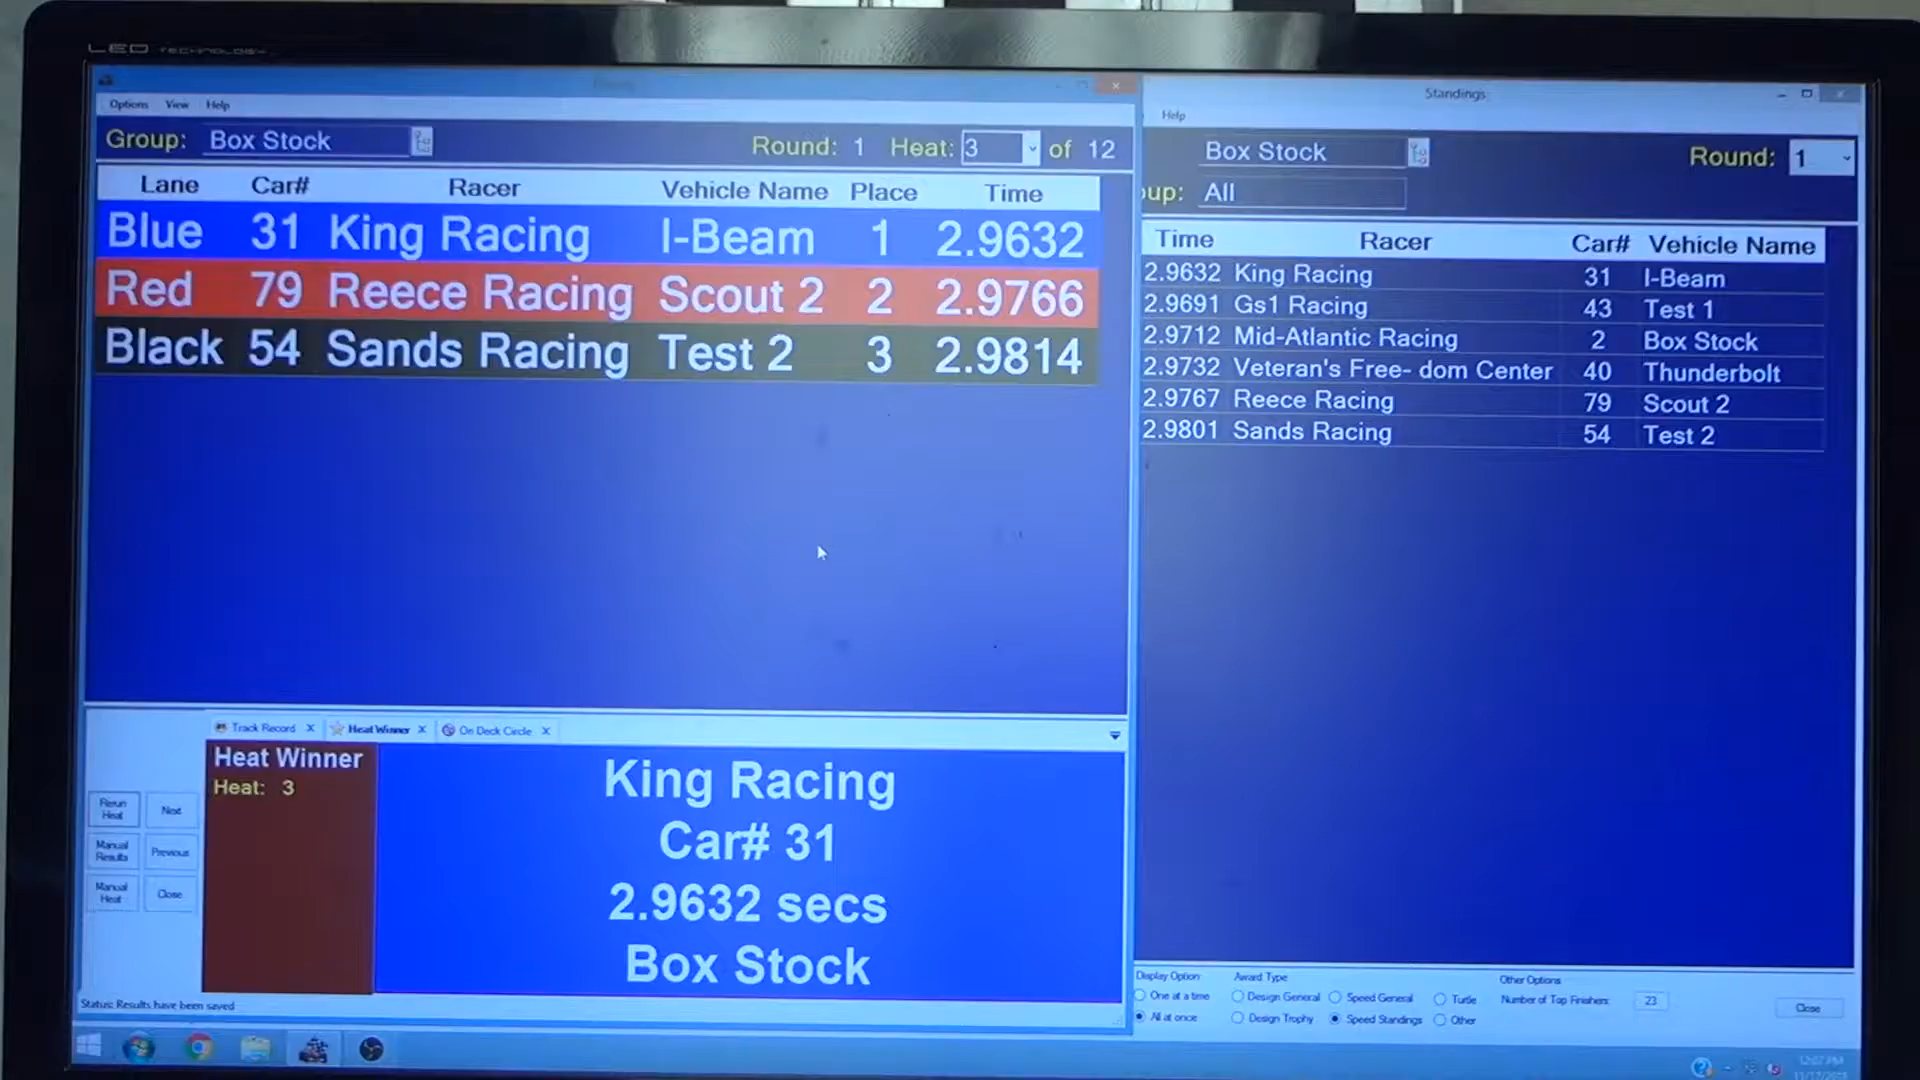 LED TECHNOLOGY
Options View Help
Group: Box Stock Round: 1 Heat: 3 of 12
Lane Car# Racer Vehicle Name Place Time
Blue 31 King Racing I-Beam 1 2.9632
Red 79 Reece Racing Scout 2 2 2.9766
Black 54 Sands Racing Test 2 3 2.9814
Track Record X Heat Winner X On Deck Circle X
Heat Winner
Heat: 3
King Racing
Car# 31
2.9632 secs
Box Stock
Rerun Heat Next
Manual Results Previous
Manual Heat Close
Status: Results have been saved
Standings
Help
Box Stock Round: 1
oup: All
Time Racer Car# Vehicle Name
2.9632 King Racing 31 I-Beam
2.9691 Gs1 Racing 43 Test 1
2.9712 Mid-Atlantic Racing 2 Box Stock
2.9732 Veteran's Free- dom Center 40 Thunderbolt
2.9767 Reece Racing 79 Scout 2
2.9801 Sands Racing 54 Test 2
Display Option: Award Type Other Options
One at a time Design General Speed General Turtle Number of Top Finishers: 23 Close
All at once Design Trophy Speed Standings Other
12:07 PM